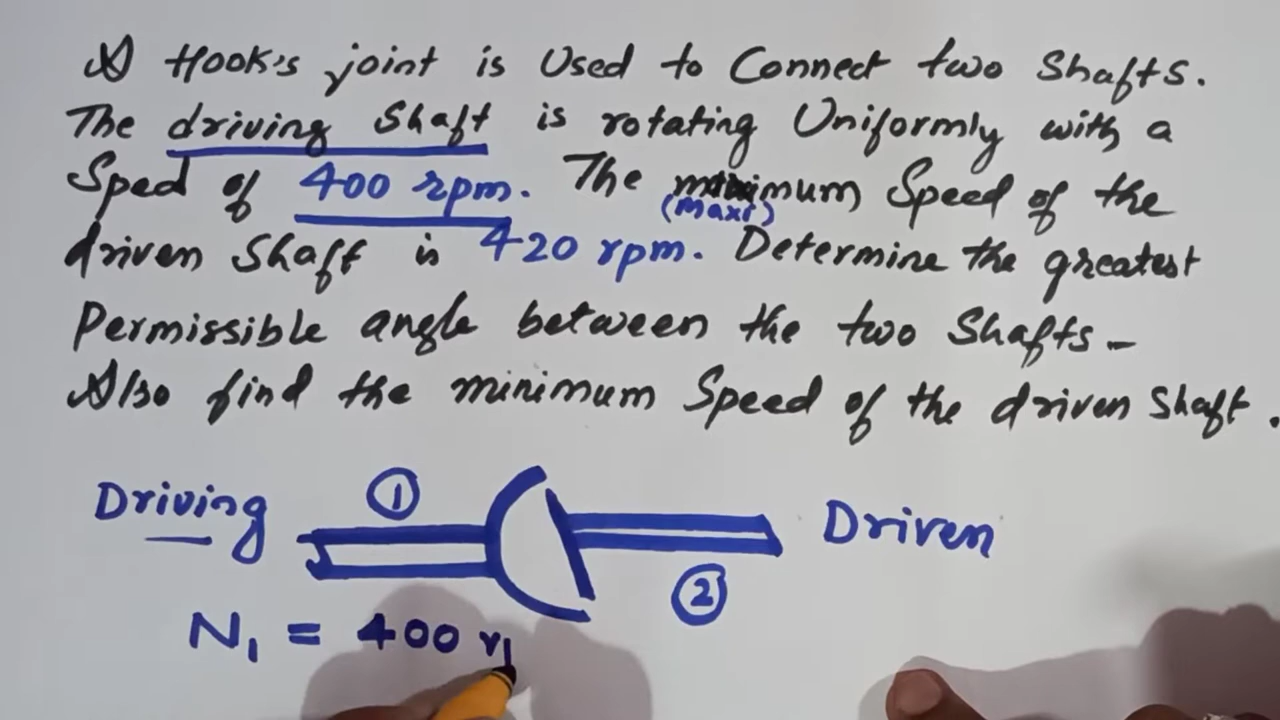 A Hook's joint is Used to Connect two Shafts.
The driving Shaft is rotating Uniformly with a
Sped of 400 rpm. The imum Speed of the
(Maxi)
driven Shaft is 420 rpm. Determine the greatest
Permissible angle between the two Shafts-
Also find the minimum Speed of the driven Shaft.
Driving 1 Driven
2
N1 = 400 r